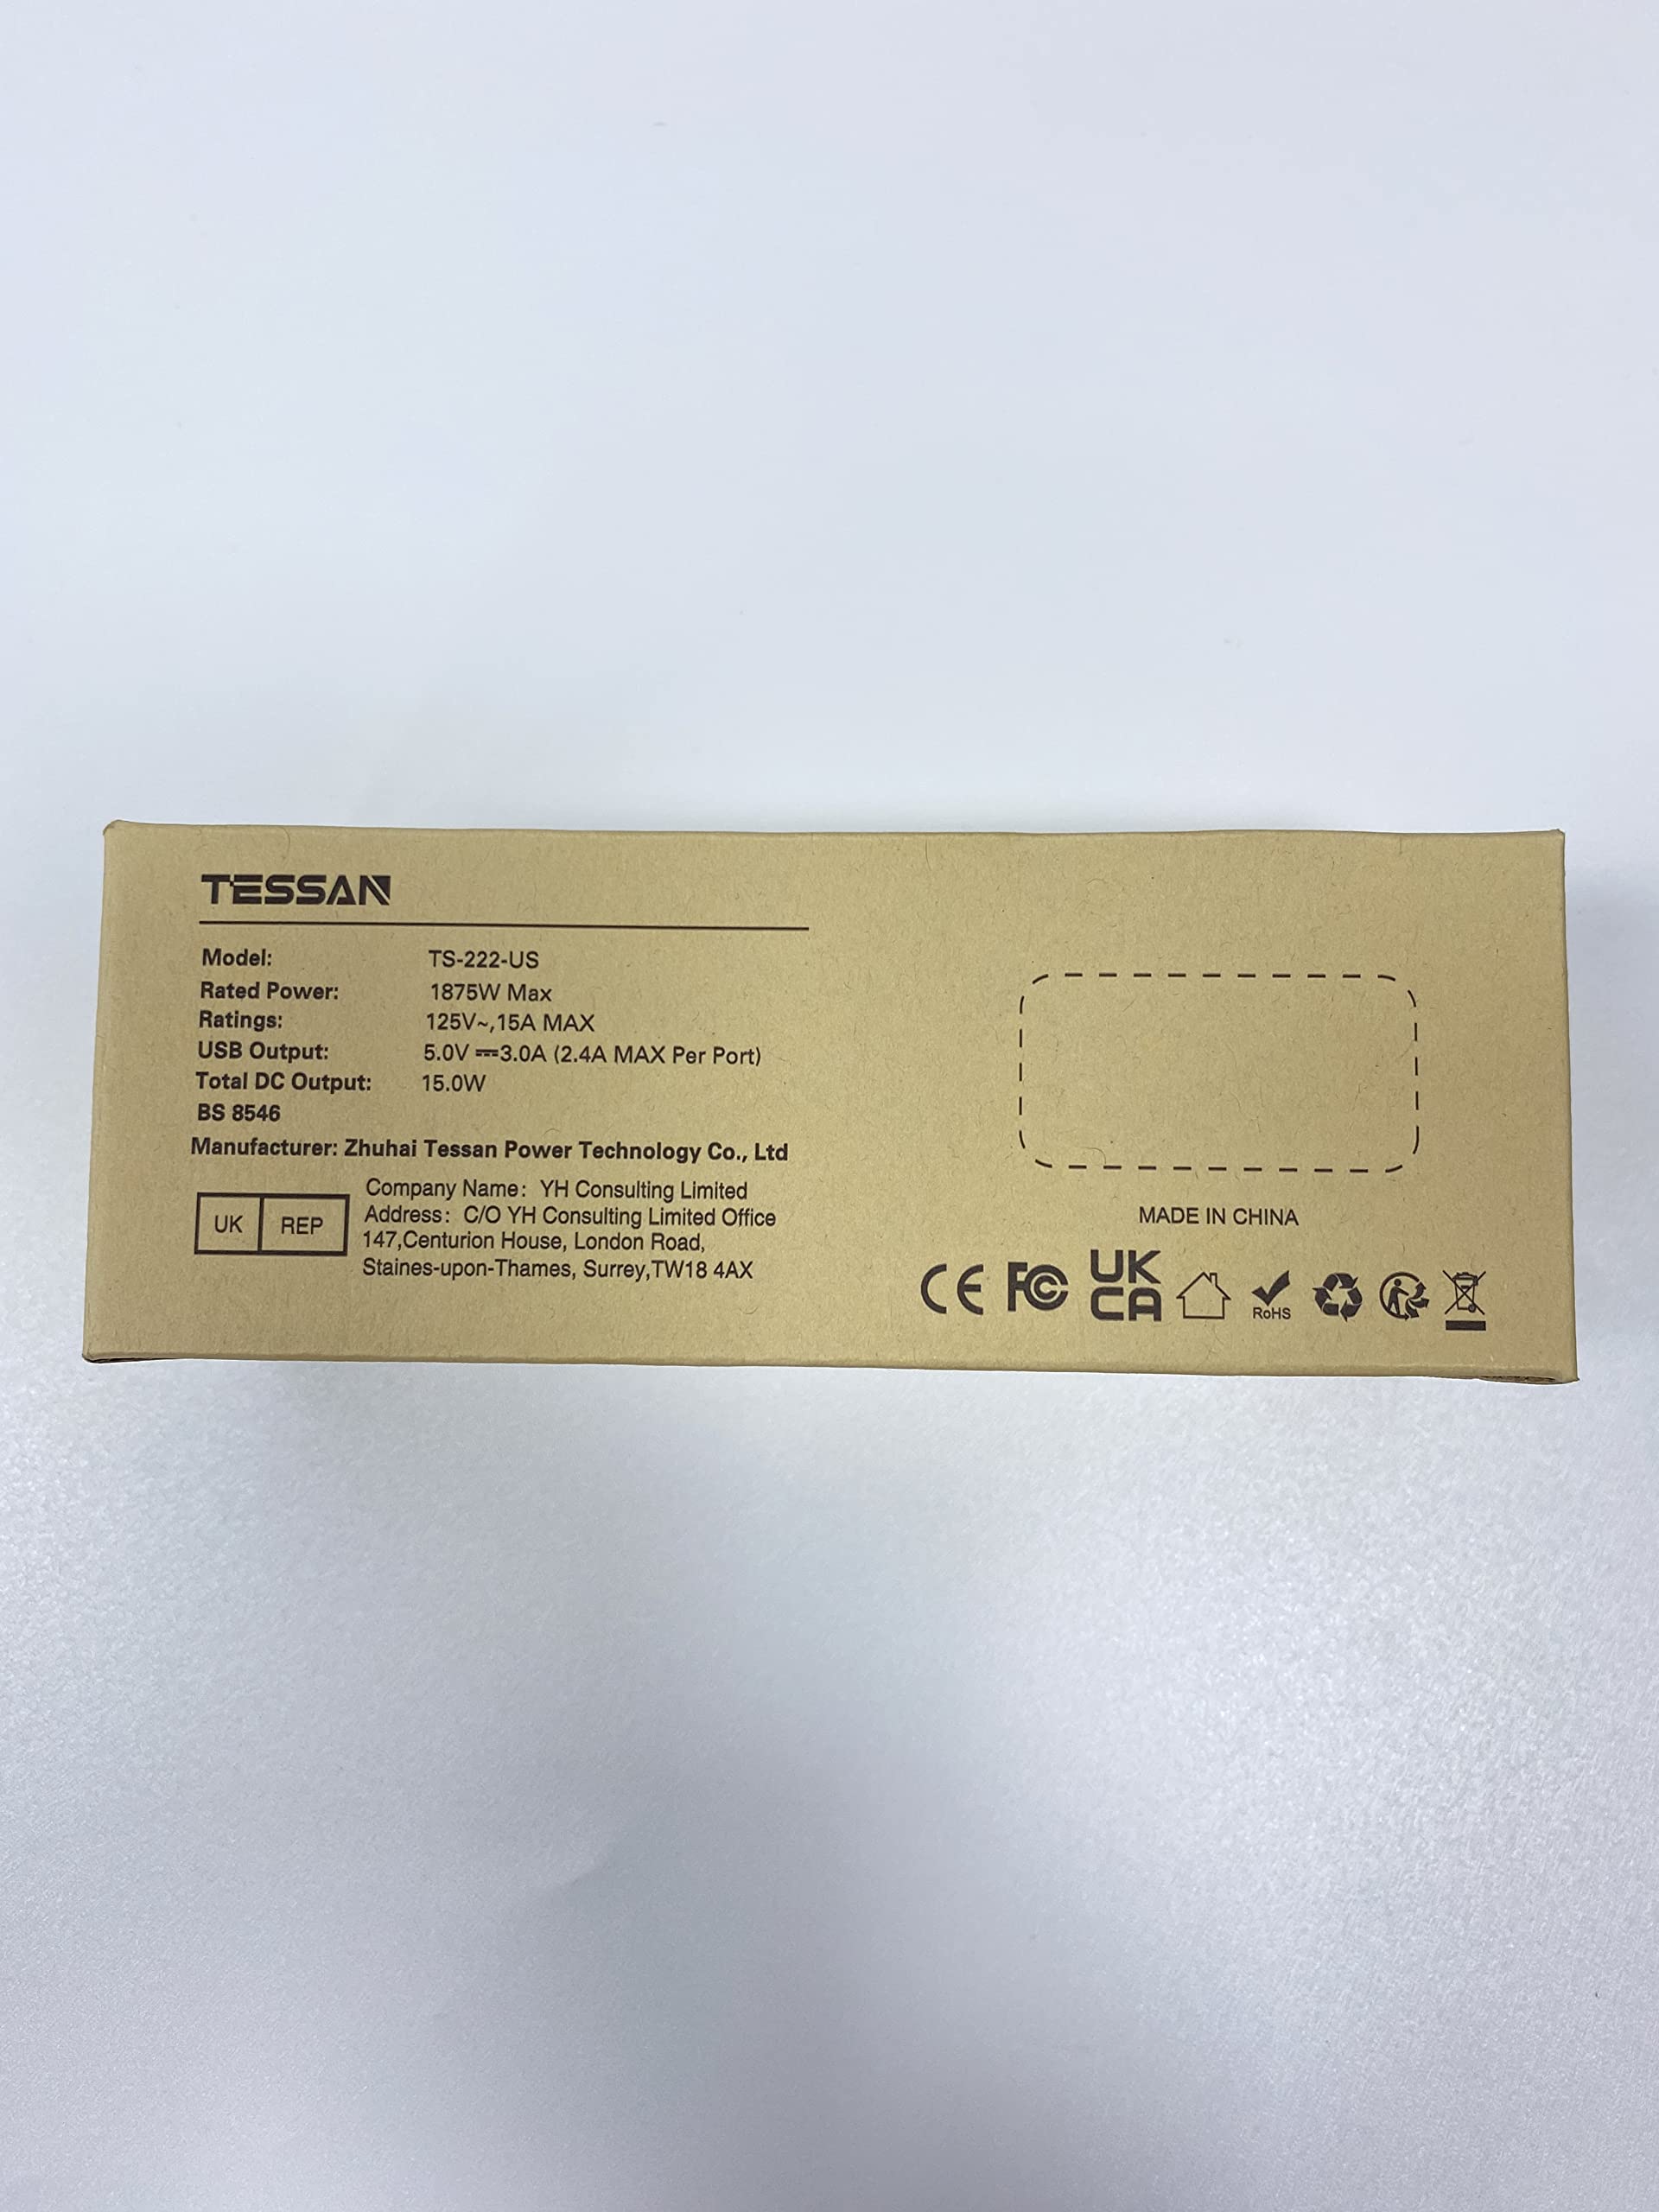 TESSAN
Model: TS-222-US
Rated Power: 1875W Max
Ratings: 125V~,15A MAX
USB Output: 5.0V ⎓3.0A (2.4A MAX Per Port)
Total DC Output: 15.0W
BS 8546
Manufacturer: Zhuhai Tessan Power Technology Co., Ltd
UK REP
Company Name: YH Consulting Limited
Address: C/O YH Consulting Limited Office
147,Centurion House, London Road,
Staines-upon-Thames, Surrey,TW18 4AX
MADE IN CHINA
CE FC UK
CA
RoHS